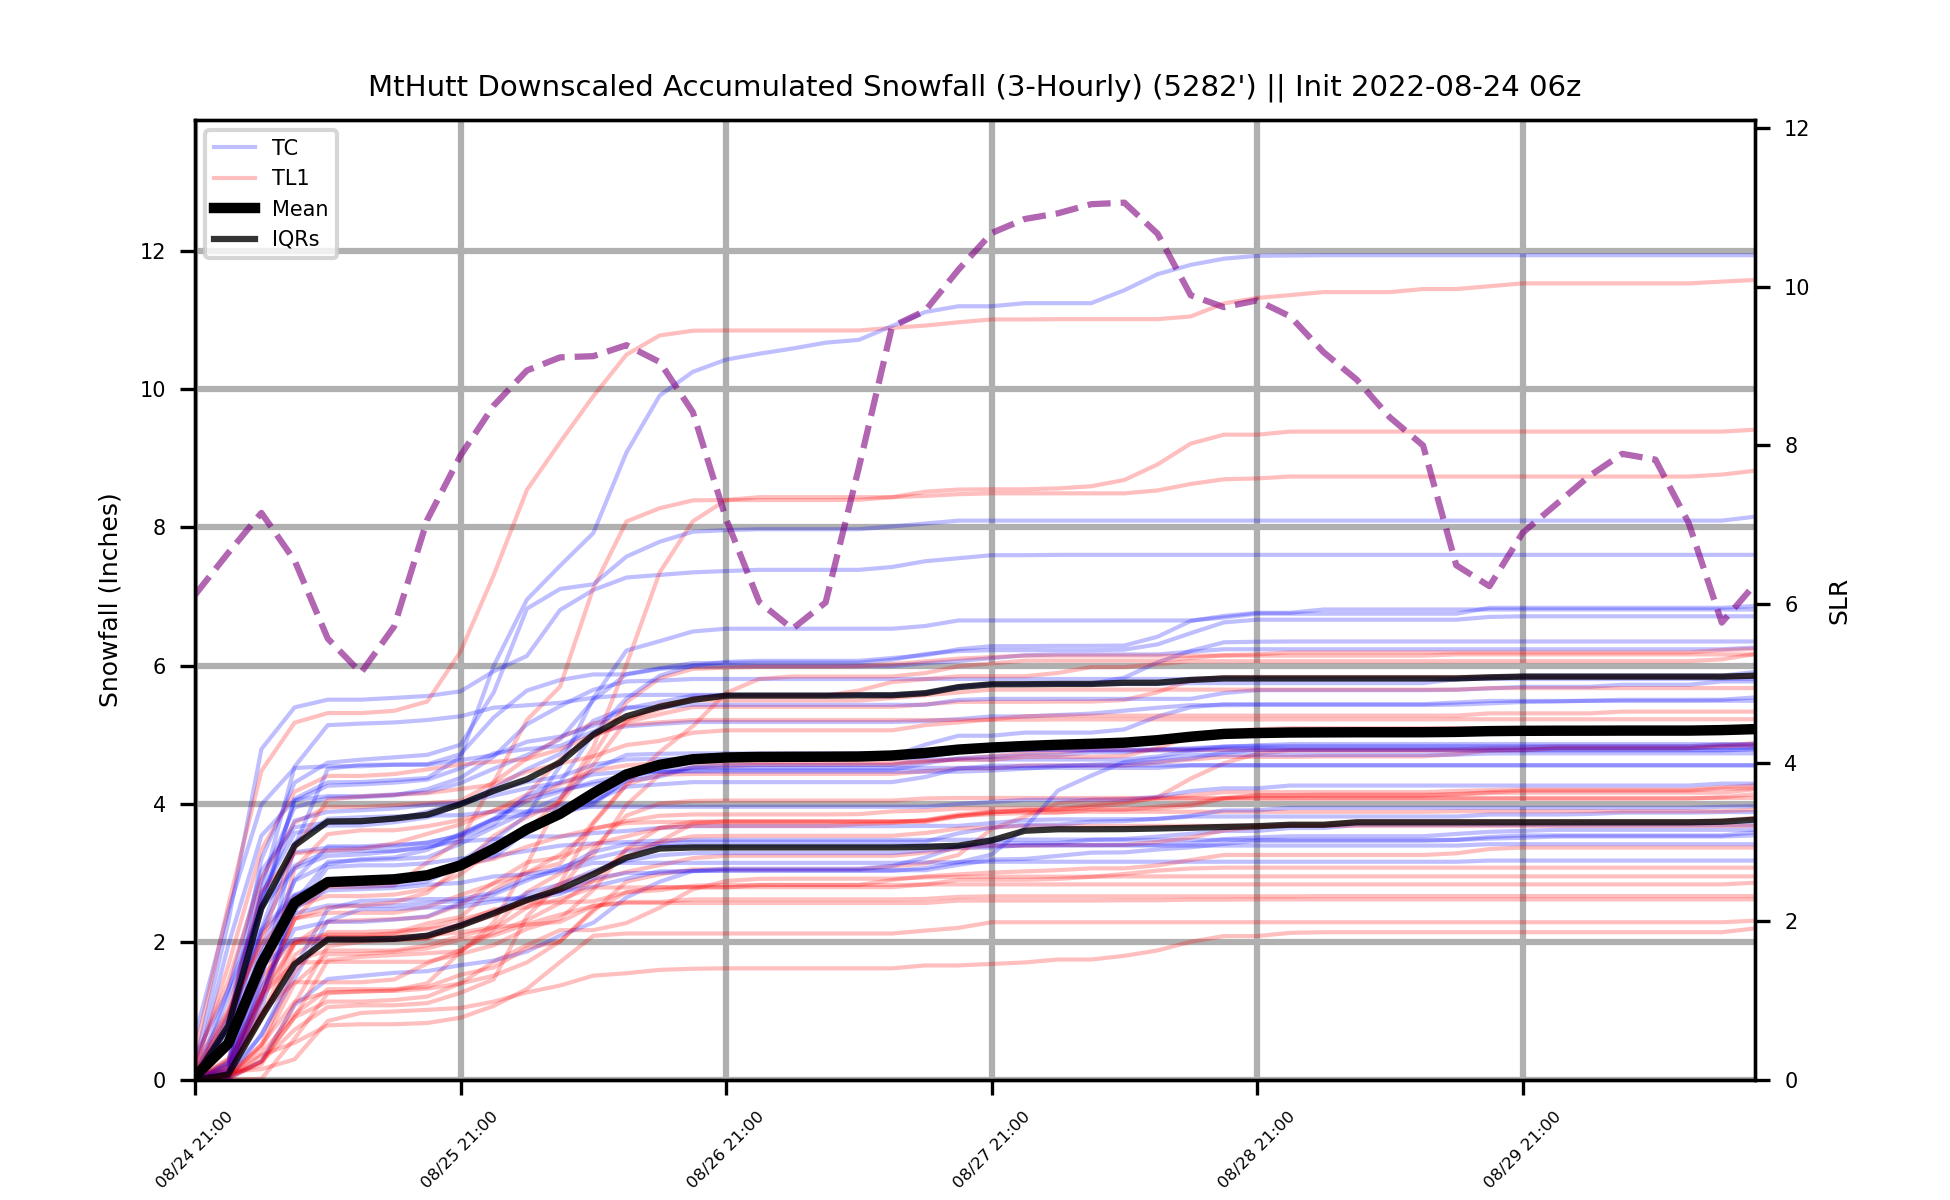 MtHutt Downscaled Accumulated Snowfall (3-Hourly) (5282') || Init 2022-08-24 06z
TC
TL1
Mean
IQRs
Snowfall (Inches)
12
10
8
6
4
2
0
12
10
8
6
4
2
0
SLR
08/24 21:00
08/25 21:00
08/26 21:00
08/27 21:00
08/28 21:00
08/29 21:00